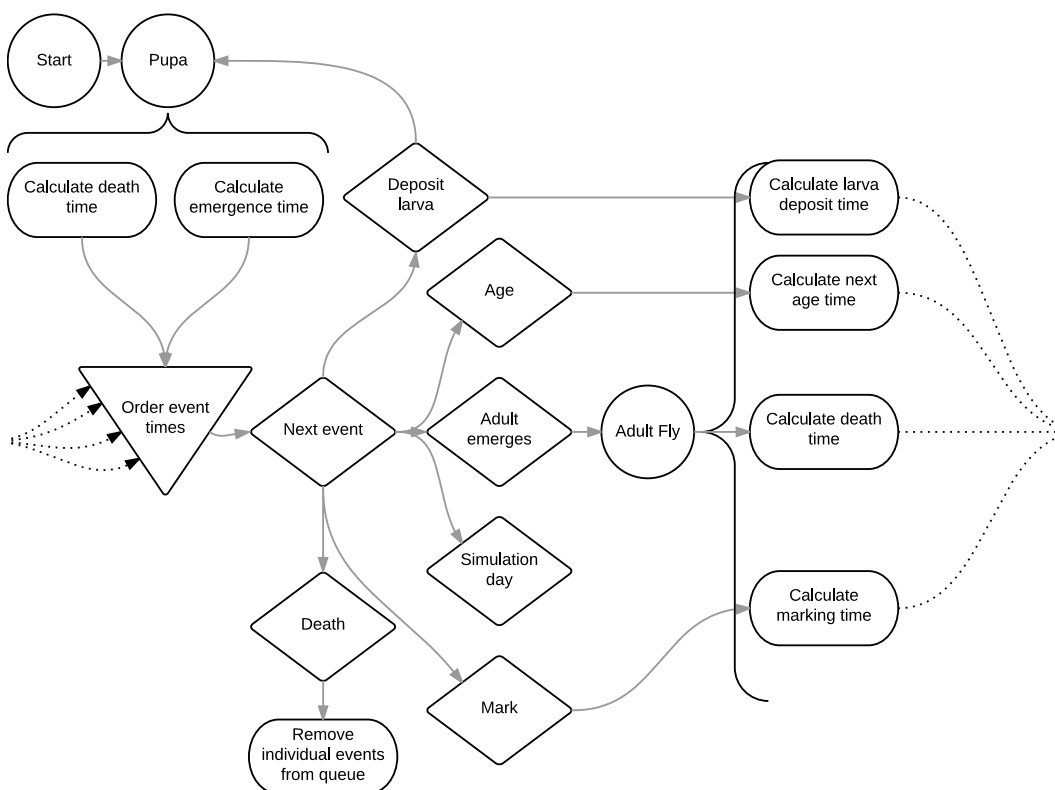 Start
Pupa
Calculate death
time
Calculate
emergence time
Deposit
larva
Calculate larva
deposit time
Age
Calculate next
age time
Order event
times
Next event
Adult
emerges
Adult Fly
Calculate death
time
Simulation
day
Calculate
marking time
Death
Mark
Remove
individual events
from queue